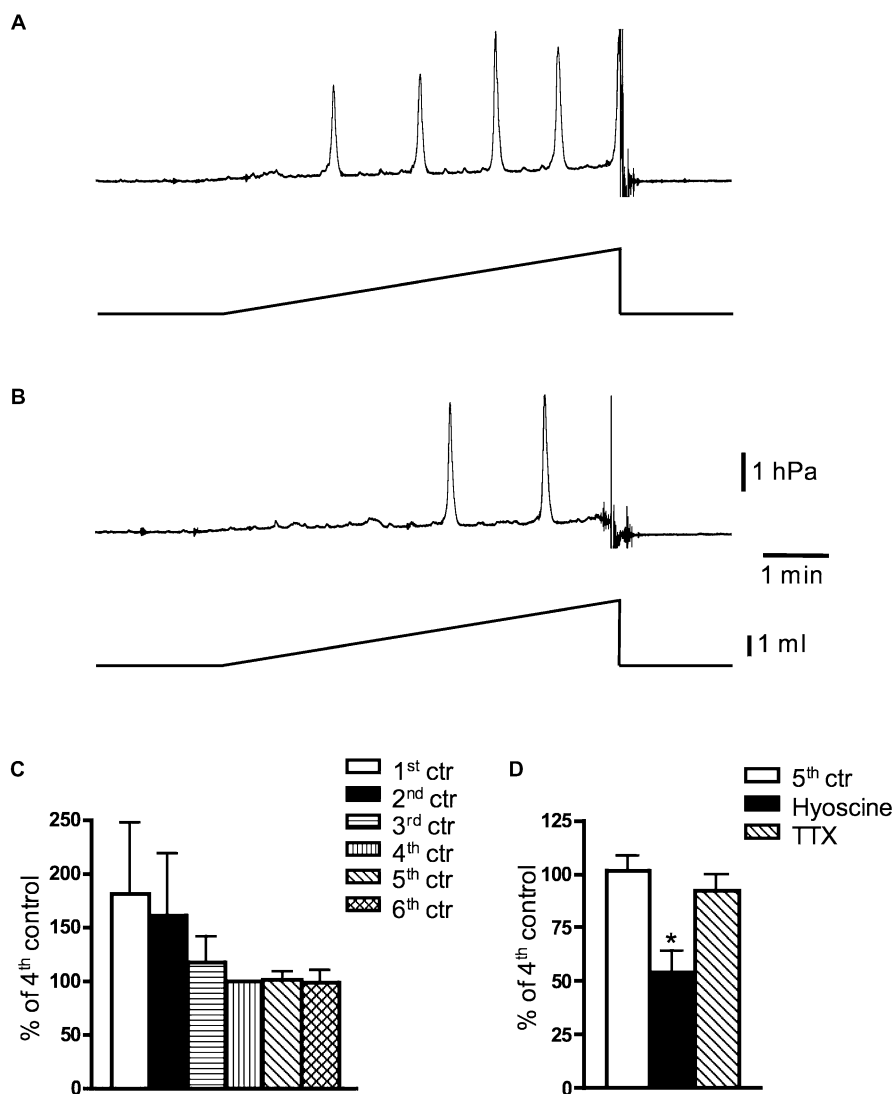 A
B
1 hPa
1 min
1 ml
C
1st ctr
2nd ctr
3rd ctr
4th ctr
5th ctr
6th ctr
% of 4th control
250
200
150
100
50
0
D
5th ctr
Hyoscine
TTX
% of 4th control
125
100
75
50
25
0
*